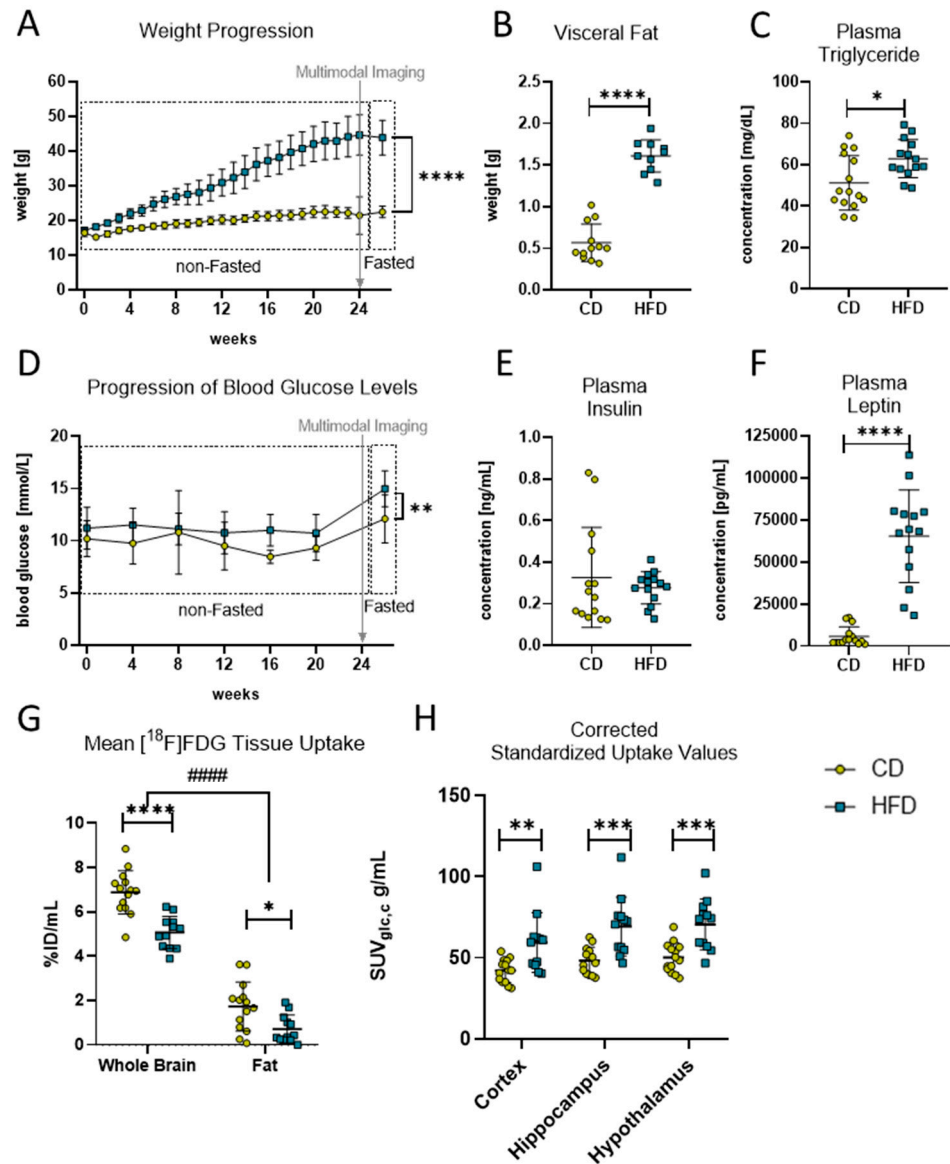 A
Weight Progression
Multimodal Imaging
weight [g]
60
50
40
30
20
10
0
****
non-Fasted
Fasted
0 4 8 12 16 20 24
weeks
B
Visceral Fat
weight [g]
2.5
2.0
1.5
1.0
0.5
0.0
****
CD HFD
C
Plasma
Triglyceride
concentration [mg/dL]
100
80
60
40
20
0
*
CD HFD
D
Progression of Blood Glucose Levels
Multimodal Imaging
blood glucose [mmol/L]
20
15
10
5
0
**
non-Fasted
Fasted
0 4 8 12 16 20 24
weeks
E
Plasma
Insulin
concentration [ng/mL]
1.0
0.8
0.6
0.4
0.2
0.0
CD HFD
F
Plasma
Leptin
concentration [pg/mL]
125000
100000
75000
50000
25000
0
****
CD HFD
G
Mean [¹⁸F]FDG Tissue Uptake
####
%ID/mL
10
8
6
4
2
0
****
*
Whole Brain Fat
H
Corrected
Standardized Uptake Values
SUVglc,c g/mL
150
100
50
0
** *** ***
Cortex
Hippocampus
Hypothalamus
CD
HFD